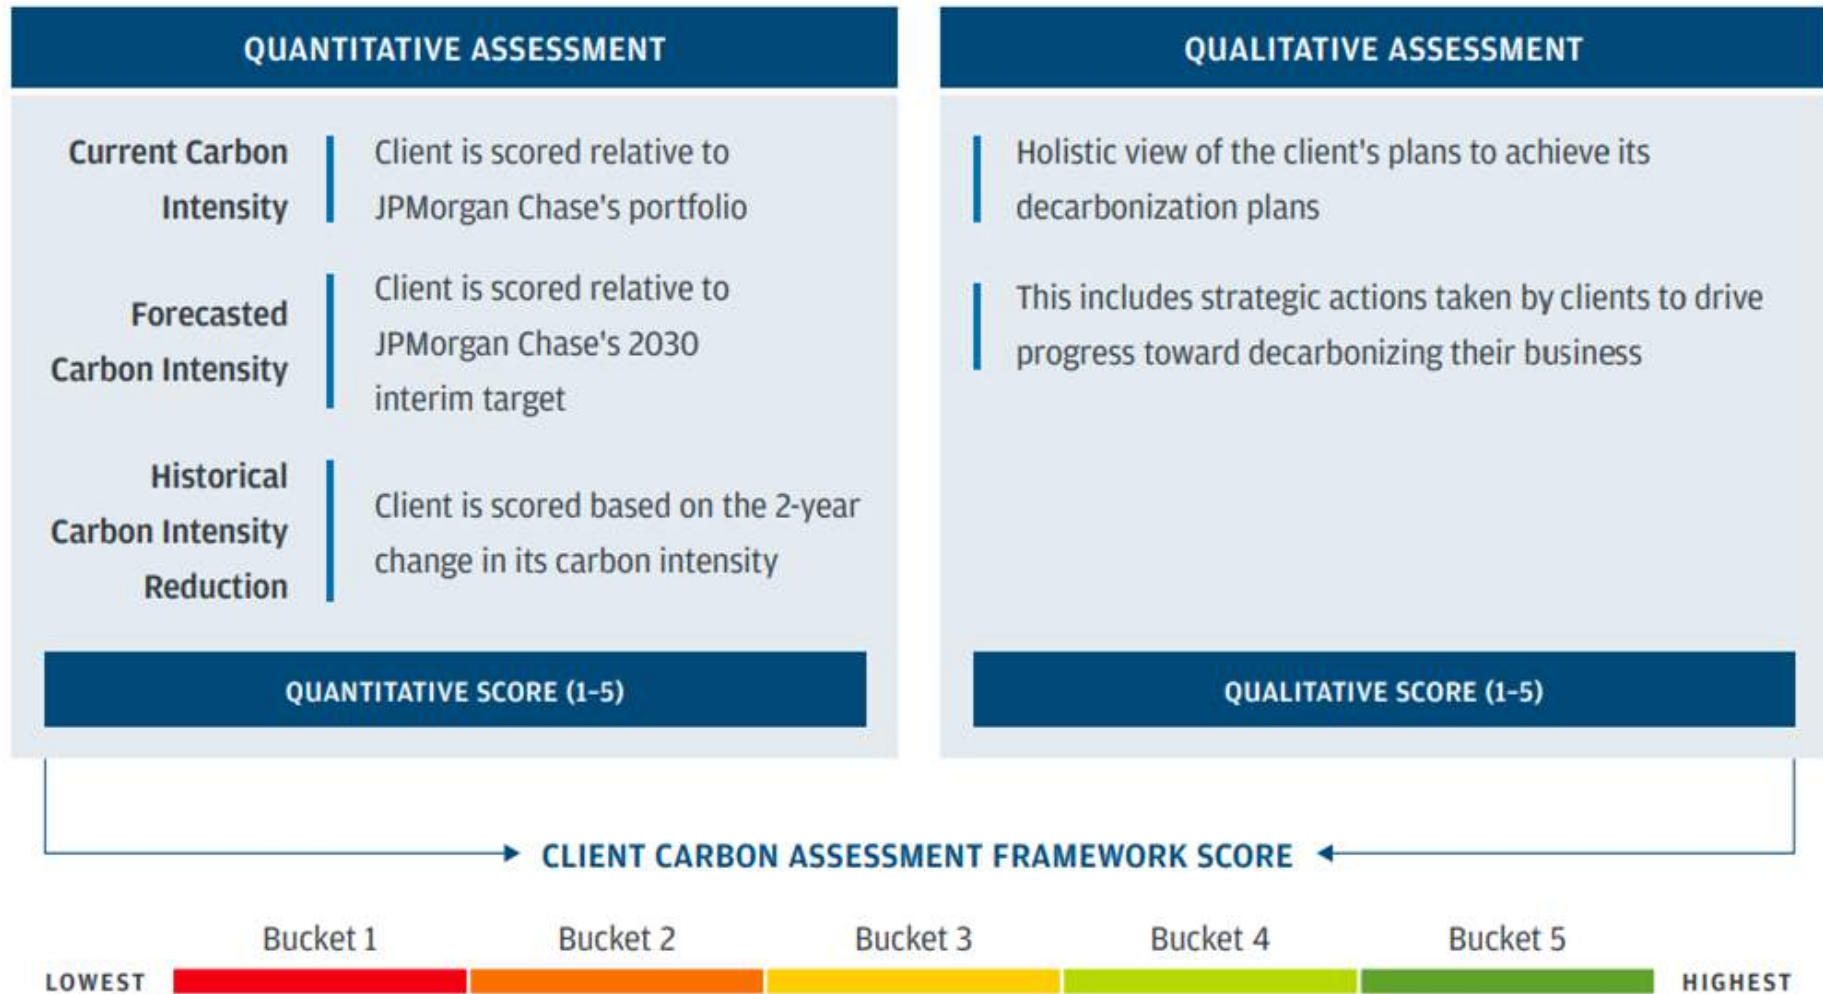 QUANTITATIVE ASSESSMENT
Current Carbon
Intensity
Client is scored relative to
JPMorgan Chase's portfolio
Forecasted
Carbon Intensity
Client is scored relative to
JPMorgan Chase's 2030
interim target
Historical
Carbon Intensity
Reduction
Client is scored based on the 2-year
change in its carbon intensity
QUANTITATIVE SCORE (1-5)
QUALITATIVE ASSESSMENT
Holistic view of the client's plans to achieve its
decarbonization plans
This includes strategic actions taken by clients to drive
progress toward decarbonizing their business
QUALITATIVE SCORE (1-5)
CLIENT CARBON ASSESSMENT FRAMEWORK SCORE
Bucket 1 Bucket 2 Bucket 3 Bucket 4 Bucket 5
LOWEST HIGHEST